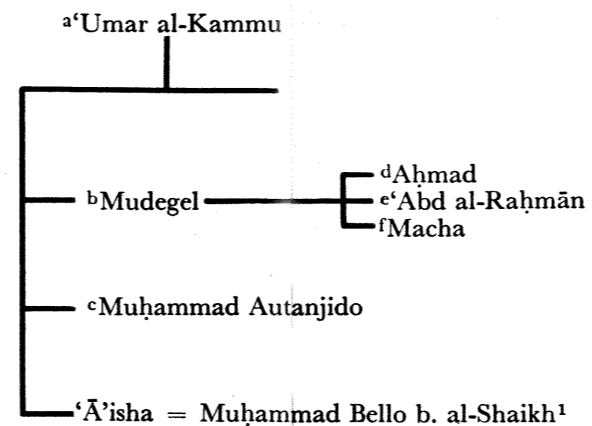 a‘Umar al-Kammu
bMudegel
dAḥmad
e‘Abd al-Raḥmān
fMacha
cMuḥammad Autanjido
‘Ā’isha = Muḥammad Bello b. al-Shaikh1